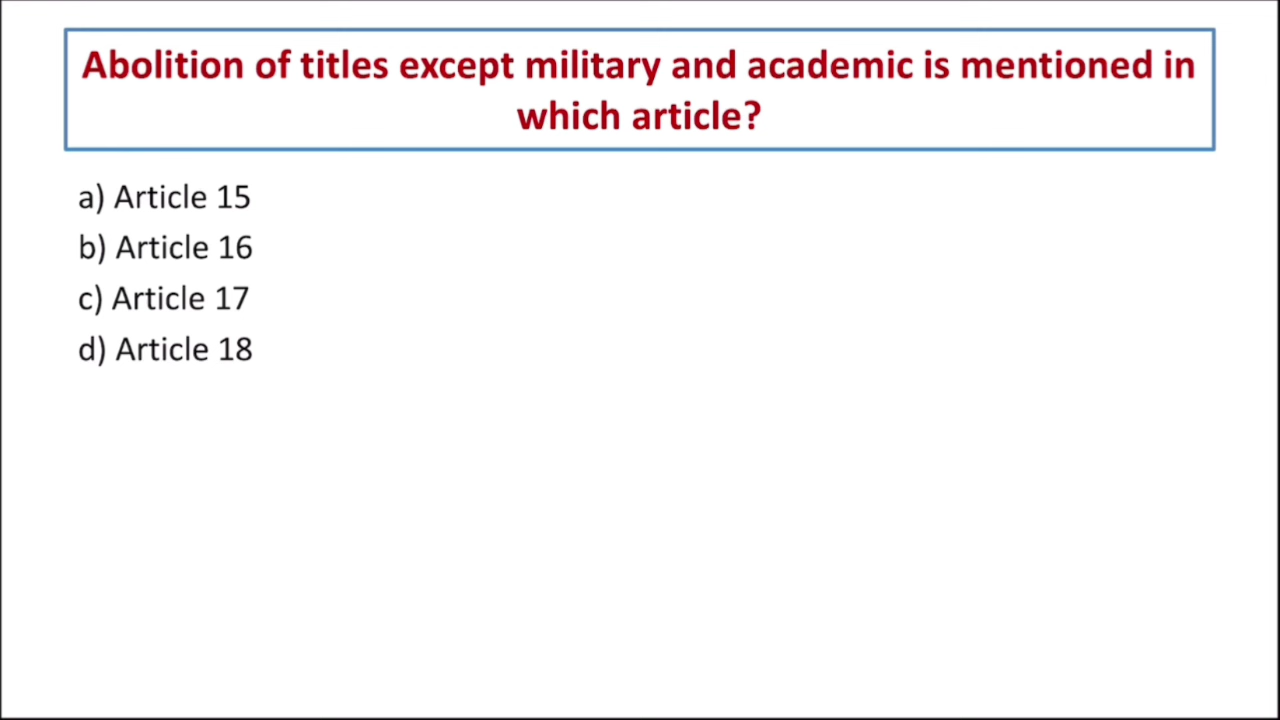 Abolition of titles except military and academic is mentioned in
which article?
a) Article 15
b) Article 16
c) Article 17
d) Article 18